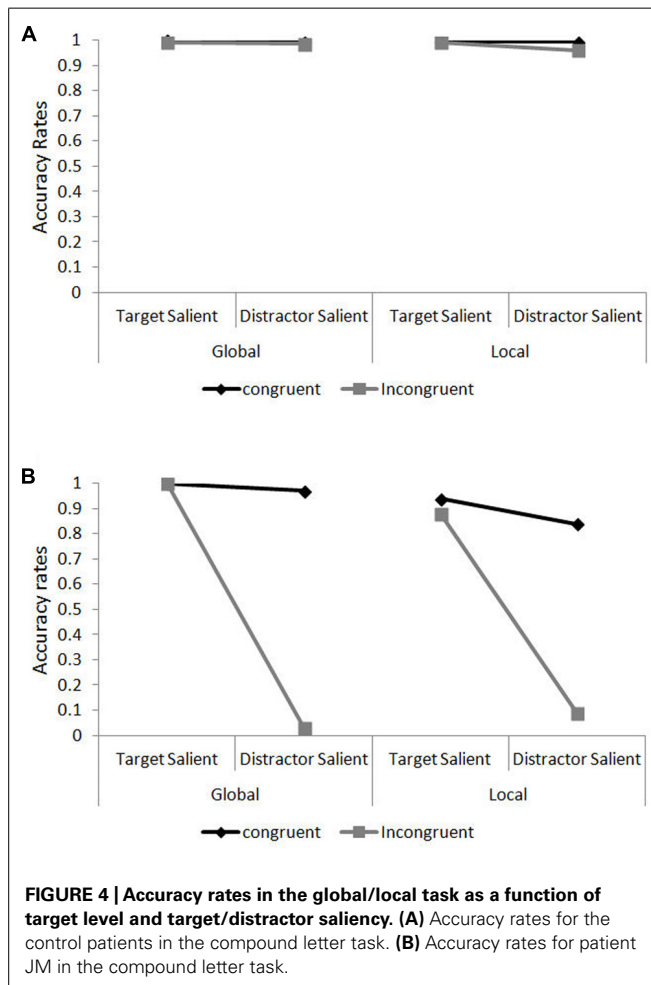 A
1
0.9
0.8
0.7
0.6
0.5
0.4
0.3
0.2
0.1
0
Accuracy Rates
Target Salient Distractor Salient Target Salient Distractor Salient
Global Local
congruent Incongruent
B
1
0.9
0.8
0.7
0.6
0.5
0.4
0.3
0.2
0.1
0
Accuracy rates
Target Salient Distractor Salient Target Salient Distractor Salient
Global Local
congruent Incongruent
FIGURE 4 | Accuracy rates in the global/local task as a function of
target level and target/distractor saliency. (A) Accuracy rates for the
control patients in the compound letter task. (B) Accuracy rates for patient
JM in the compound letter task.